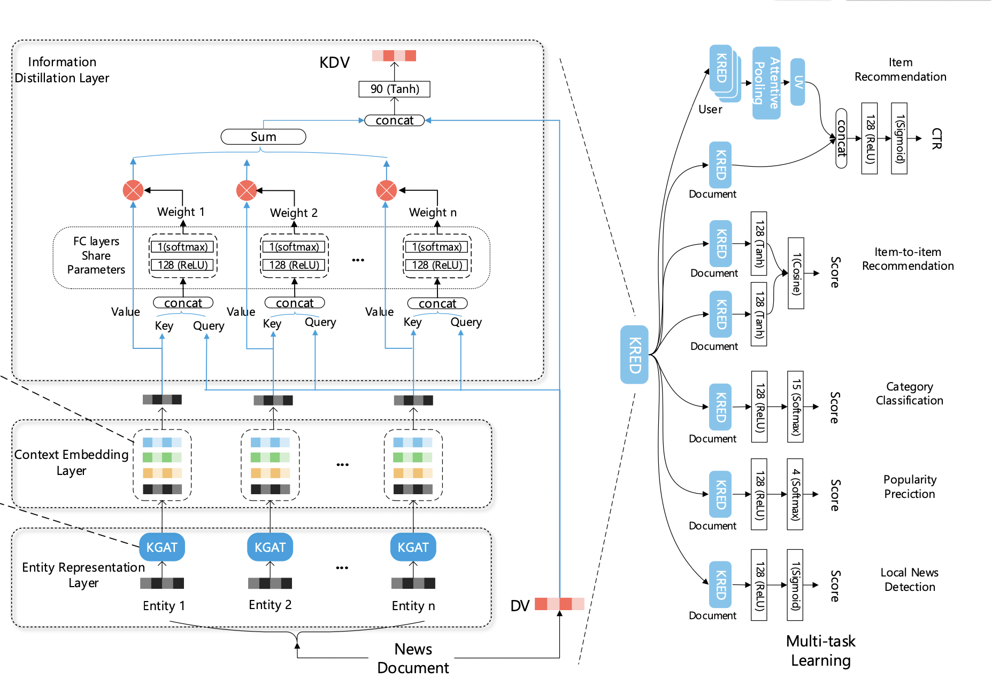 Information
Distillation Layer
KDV
90 (Tanh)
concat
Sum
Weight 1
Weight 2
Weight n
FC layers
Share
Parameters
1(softmax)
128 (ReLU)
1(softmax)
128 (ReLU)
...
1(softmax)
128 (ReLU)
concat
concat
concat
Value
Key
Query
Value
Key
Query
Value
Key
Query
Context Embedding
Layer
...
Entity Representation
Layer
KGAT
KGAT
...
KGAT
Entity 1
Entity 2
Entity n
DV
News
Document
KRED
KRED
User
Attentive
Pooling
UV
Item
Recommendation
KRED
Document
concat
128 (ReLU)
1(Sigmoid)
CTR
KRED
Document
128 (Tanh)
KRED
Document
128 (Tanh)
1(Cosine)
Score
Item-to-item
Recommendation
KRED
Document
128 (ReLU)
15 (Softmax)
Score
Category
Classification
KRED
Document
128 (ReLU)
4 (Softmax)
Score
Popularity
Preciction
KRED
Document
128 (ReLU)
1(Sigmoid)
Score
Local News
Detection
Multi-task
Learning